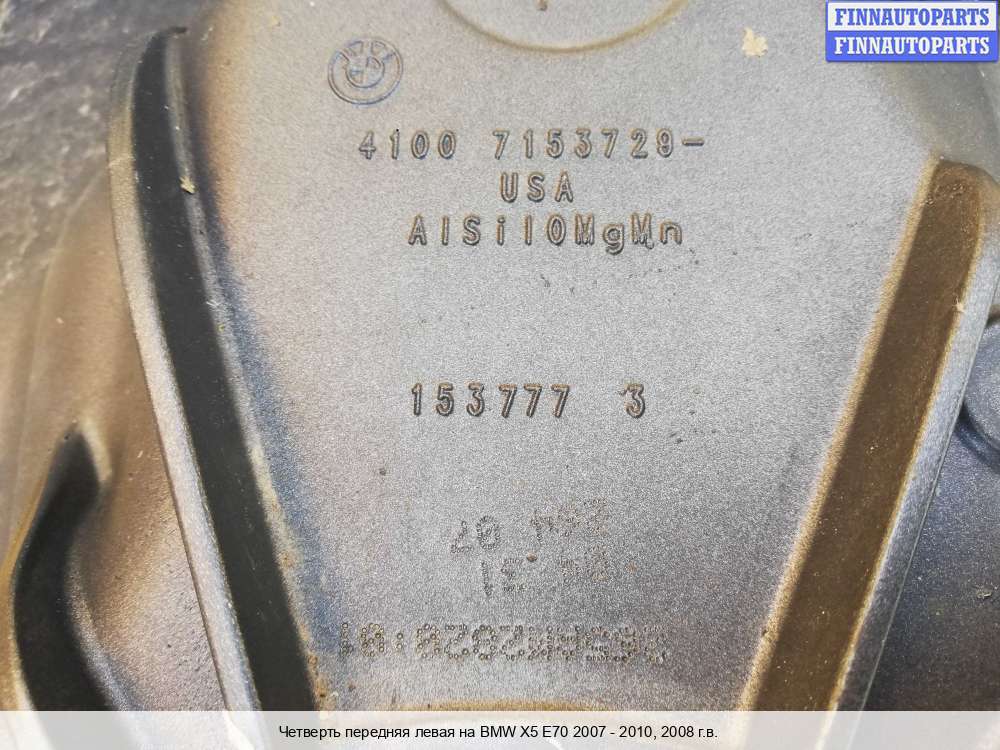 FINNAUTOPARTS
FINNAUTOPARTS
4100 7153729-
USA
AlSi10MgMn
153777 3
Четверть передняя левая на BMW X5 E70 2007 - 2010, 2008 г.в.